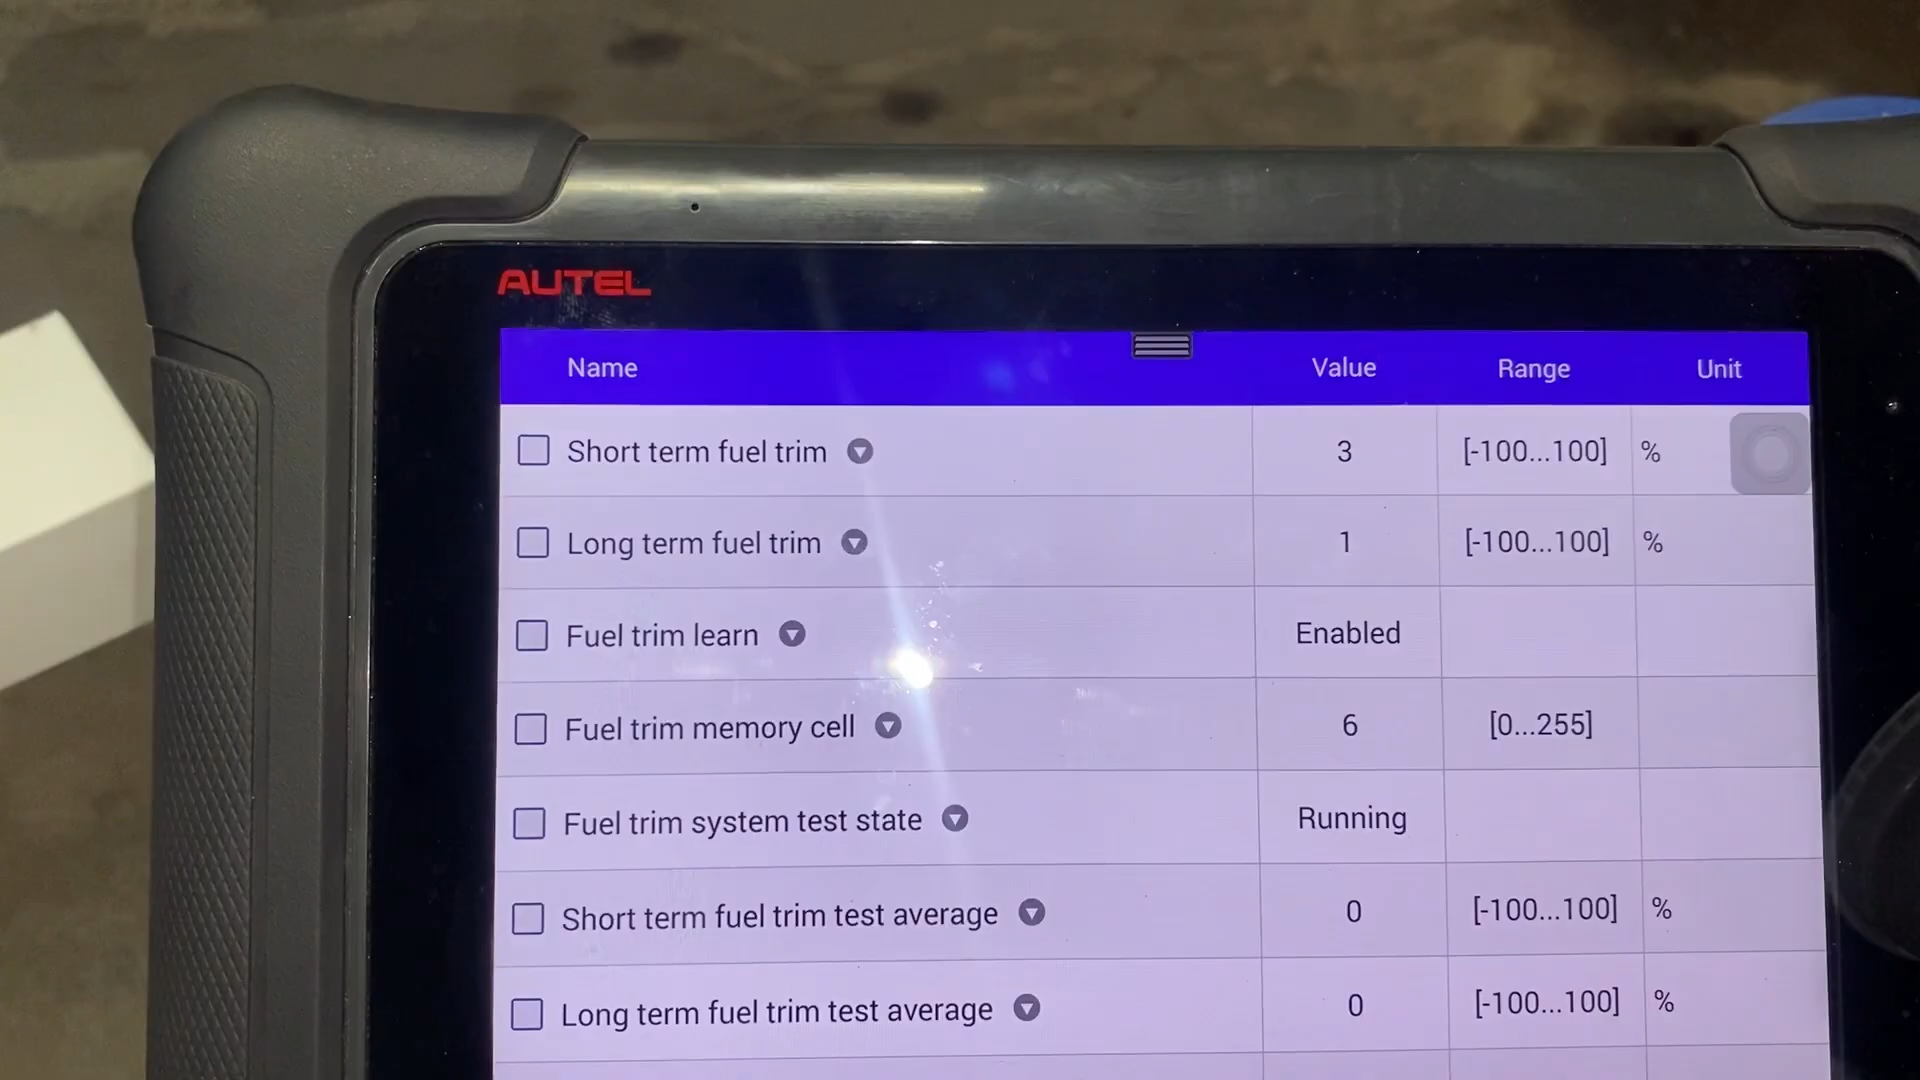 AUTEL
Name Value Range Unit
Short term fuel trim 3 [-100...100] %
Long term fuel trim 1 [-100...100] %
Fuel trim learn Enabled
Fuel trim memory cell 6 [0...255]
Fuel trim system test state Running
Short term fuel trim test average 0 [-100...100] %
Long term fuel trim test average 0 [-100...100] %